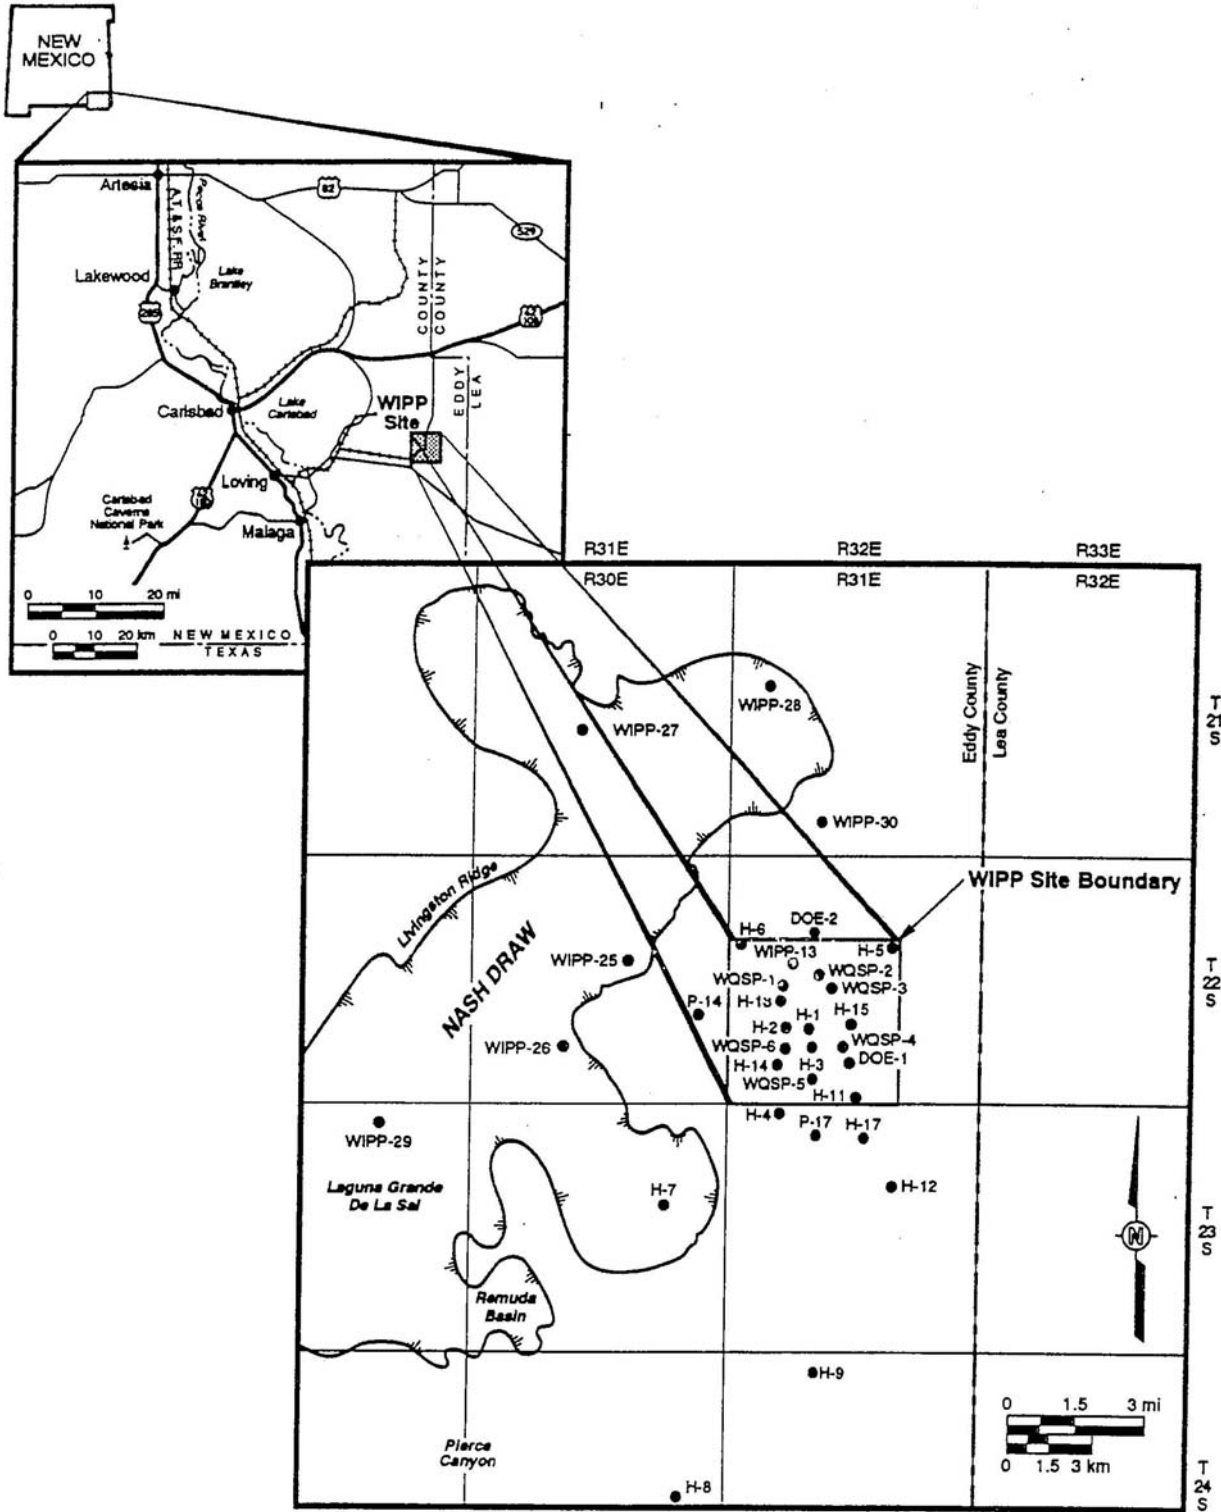 NEW
MEXICO
Artesia
82
529
A.T. & S.F. RR
Pecos River
Lakewood
Lake
Brantley
285
COUNTY
COUNTY
EDDY
LEA
Carlsbad
Lake
Carlsbad
WIPP
Site
Loving
Carlsbad
Caverns
National Park
Malaga
0 10 20 mi
0 10 20 km
NEW MEXICO
TEXAS
R31E R32E R33E
R30E R31E R32E
WIPP-28
WIPP-27
Eddy County
Lea County
T
21
S
WIPP-30
WIPP Site Boundary
Livingston Ridge
NASH DRAW
H-6
DOE-2
H-5
WIPP-13
WIPP-25
WQSP-1
WQSP-2
WQSP-3
T
22
S
P-14
H-18
H-1
H-15
H-2
WIPP-26
WQSP-6
WQSP-4
H-14
H-3
DOE-1
WQSP-5
H-11
H-4
P-17
H-17
WIPP-29
Laguna Grande
De La Sal
H-7
H-12
N
T
23
S
Remuda
Basin
H-9
0 1.5 3 mi
0 1.5 3 km
Pierce
Canyon
H-8
T
24
S